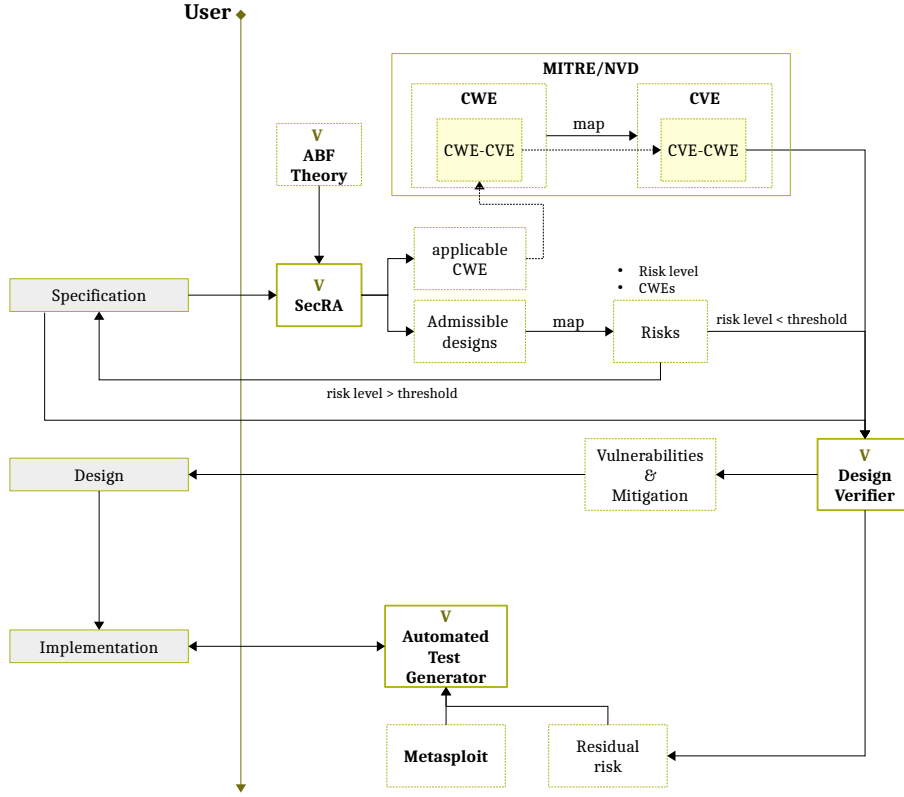 User
MITRE/NVD
CWE
CVE
map
CWE-CVE
CVE-CWE
V
ABF
Theory
applicable
CWE
• Risk level
• CWEs
Specification
V
SecRA
Admissible
designs
map
Risks
risk level < threshold
risk level > threshold
Design
Vulnerabilities
&
Mitigation
V
Design
Verifier
Implementation
V
Automated
Test
Generator
Metasploit
Residual
risk